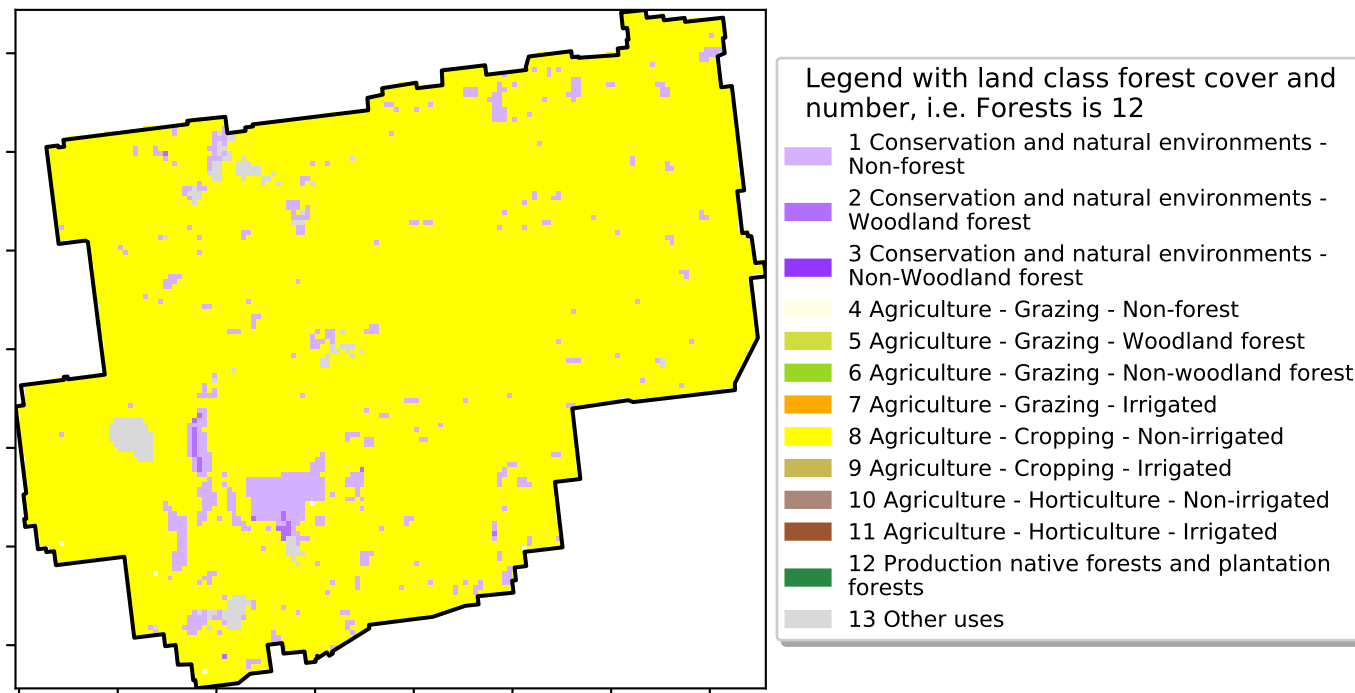 Legend with land class forest cover and
number, i.e. Forests is 12
1 Conservation and natural environments -
Non-forest
2 Conservation and natural environments -
Woodland forest
3 Conservation and natural environments -
Non-Woodland forest
4 Agriculture - Grazing - Non-forest
5 Agriculture - Grazing - Woodland forest
6 Agriculture - Grazing - Non-woodland forest
7 Agriculture - Grazing - Irrigated
8 Agriculture - Cropping - Non-irrigated
9 Agriculture - Cropping - Irrigated
10 Agriculture - Horticulture - Non-irrigated
11 Agriculture - Horticulture - Irrigated
12 Production native forests and plantation
forests
13 Other uses